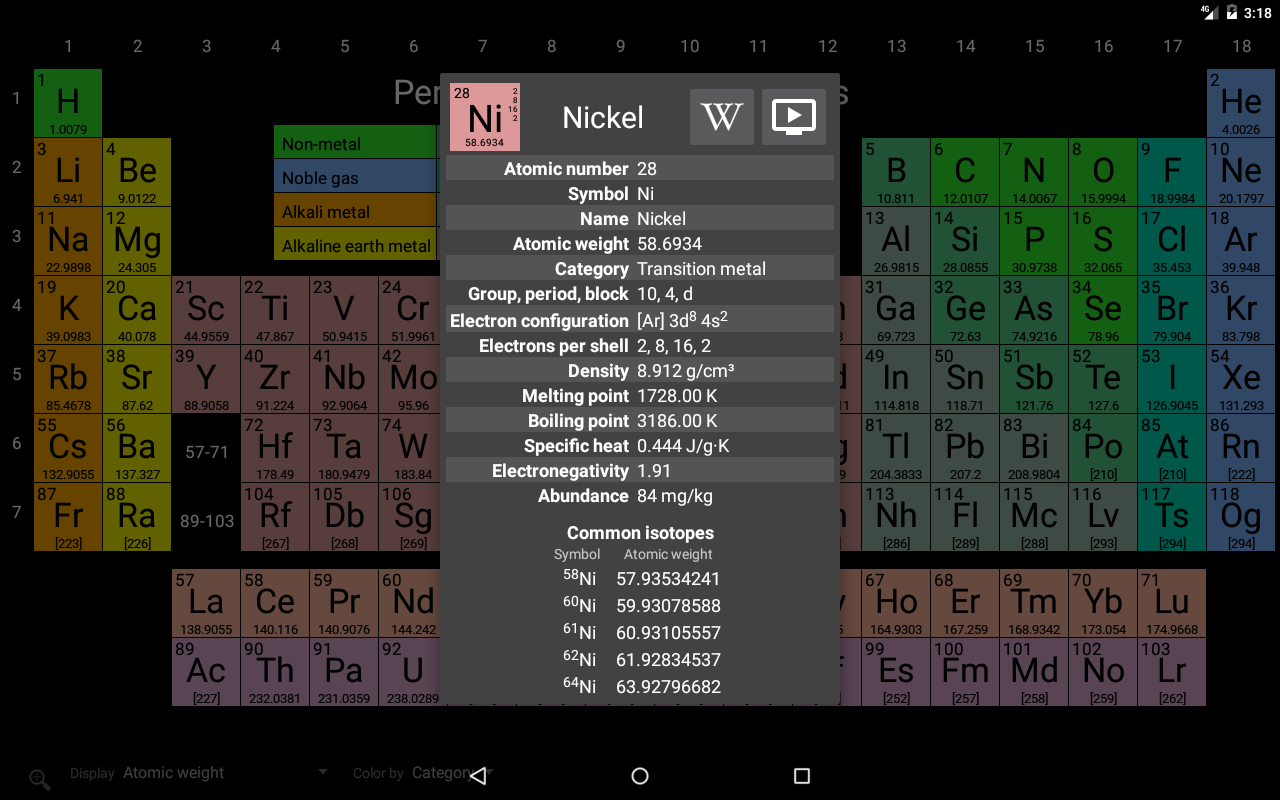 4G 3:18
1 2 3 4 5 6 7 8 9 10 11 12 13 14 15 16 17 18
1
1 H 1.0079
2 He 4.0026
28 Ni 58.6934 2 8 16 2
Nickel W
Non-metal
Noble gas
Alkali metal
Alkaline earth metal
2
3 Li 6.941
4 Be 9.0122
5 B 10.811
6 C 12.0107
7 N 14.0067
8 O 15.9994
9 F 18.9984
10 Ne 20.1797
3
11 Na 22.9898
12 Mg 24.305
13 Al 26.9815
14 Si 28.0855
15 P 30.9738
16 S 32.065
17 Cl 35.453
18 Ar 39.948
4
19 K 39.0983
20 Ca 40.078
21 Sc 44.9559
22 Ti 47.867
23 V 50.9415
24 Cr 51.9961
31 Ga 69.723
32 Ge 72.63
33 As 74.9216
34 Se 78.96
35 Br 79.904
36 Kr 83.798
5
37 Rb 85.4678
38 Sr 87.62
39 Y 88.9058
40 Zr 91.224
41 Nb 92.9064
42 Mo 95.96
49 In 114.818
50 Sn 118.71
51 Sb 121.76
52 Te 127.6
53 I 126.9045
54 Xe 131.293
6
55 Cs 132.9055
56 Ba 137.327
57-71
72 Hf 178.49
73 Ta 180.9479
74 W 183.84
81 Tl 204.3833
82 Pb 207.2
83 Bi 208.9804
84 Po [210]
85 At [210]
86 Rn [222]
7
87 Fr [223]
88 Ra [226]
89-103
104 Rf [267]
105 Db [268]
106 Sg [269]
113 Nh [286]
114 Fl [289]
115 Mc [288]
116 Lv [293]
117 Ts [294]
118 Og [294]
57 La 138.9055
58 Ce 140.116
59 Pr 140.9076
60 Nd 144.242
67 Ho 164.9303
68 Er 167.259
69 Tm 168.9342
70 Yb 173.054
71 Lu 174.9668
89 Ac [227]
90 Th 232.0381
91 Pa 231.0359
92 U 238.0289
99 Es [252]
100 Fm [257]
101 Md [258]
102 No [259]
103 Lr [262]
Atomic number 28
Symbol Ni
Name Nickel
Atomic weight 58.6934
Category Transition metal
Group, period, block 10, 4, d
Electron configuration [Ar] 3d⁸ 4s²
Electrons per shell 2, 8, 16, 2
Density 8.912 g/cm³
Melting point 1728.00 K
Boiling point 3186.00 K
Specific heat 0.444 J/g·K
Electronegativity 1.91
Abundance 84 mg/kg
Common isotopes
Symbol Atomic weight
⁵⁸Ni 57.93534241
⁶⁰Ni 59.93078588
⁶¹Ni 60.93105557
⁶²Ni 61.92834537
⁶⁴Ni 63.92796682
Display Atomic weight Color by Category